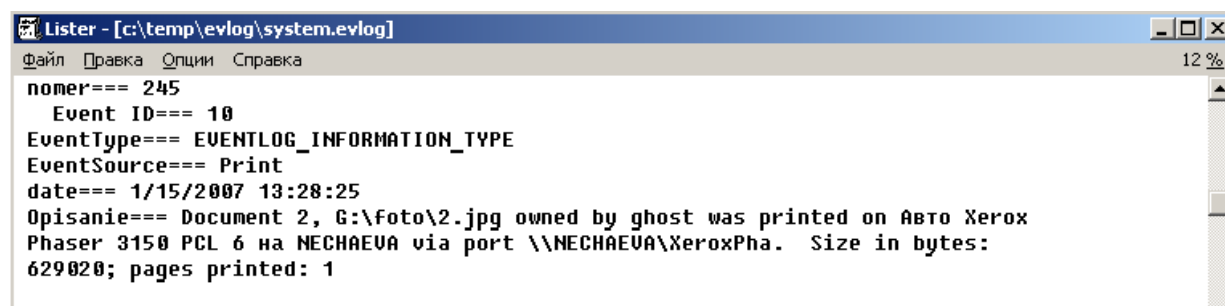 Lister - [c:\temp\evlog\system.evlog]
Файл Правка Опции Справка 12 %
nomer=== 245
Event ID=== 10
EventType=== EVENTLOG_INFORMATION_TYPE
EventSource=== Print
date=== 1/15/2007 13:28:25
Opisanie=== Document 2, G:\foto\2.jpg owned by ghost was printed on Авто Xerox
Phaser 3150 PCL 6 на NECHAEVA via port \\NECHAEVA\XeroxPha. Size in bytes:
629020; pages printed: 1